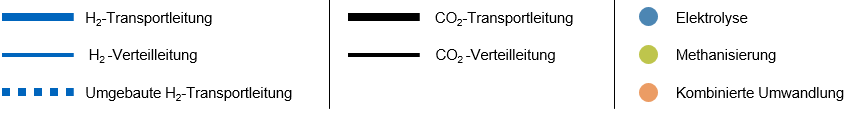 H₂-Transportleitung
H₂-Verteilleitung
Umgebaute H₂-Transportleitung
CO₂-Transportleitung
CO₂-Verteilleitung
Elektrolyse
Methanisierung
Kombinierte Umwandlung